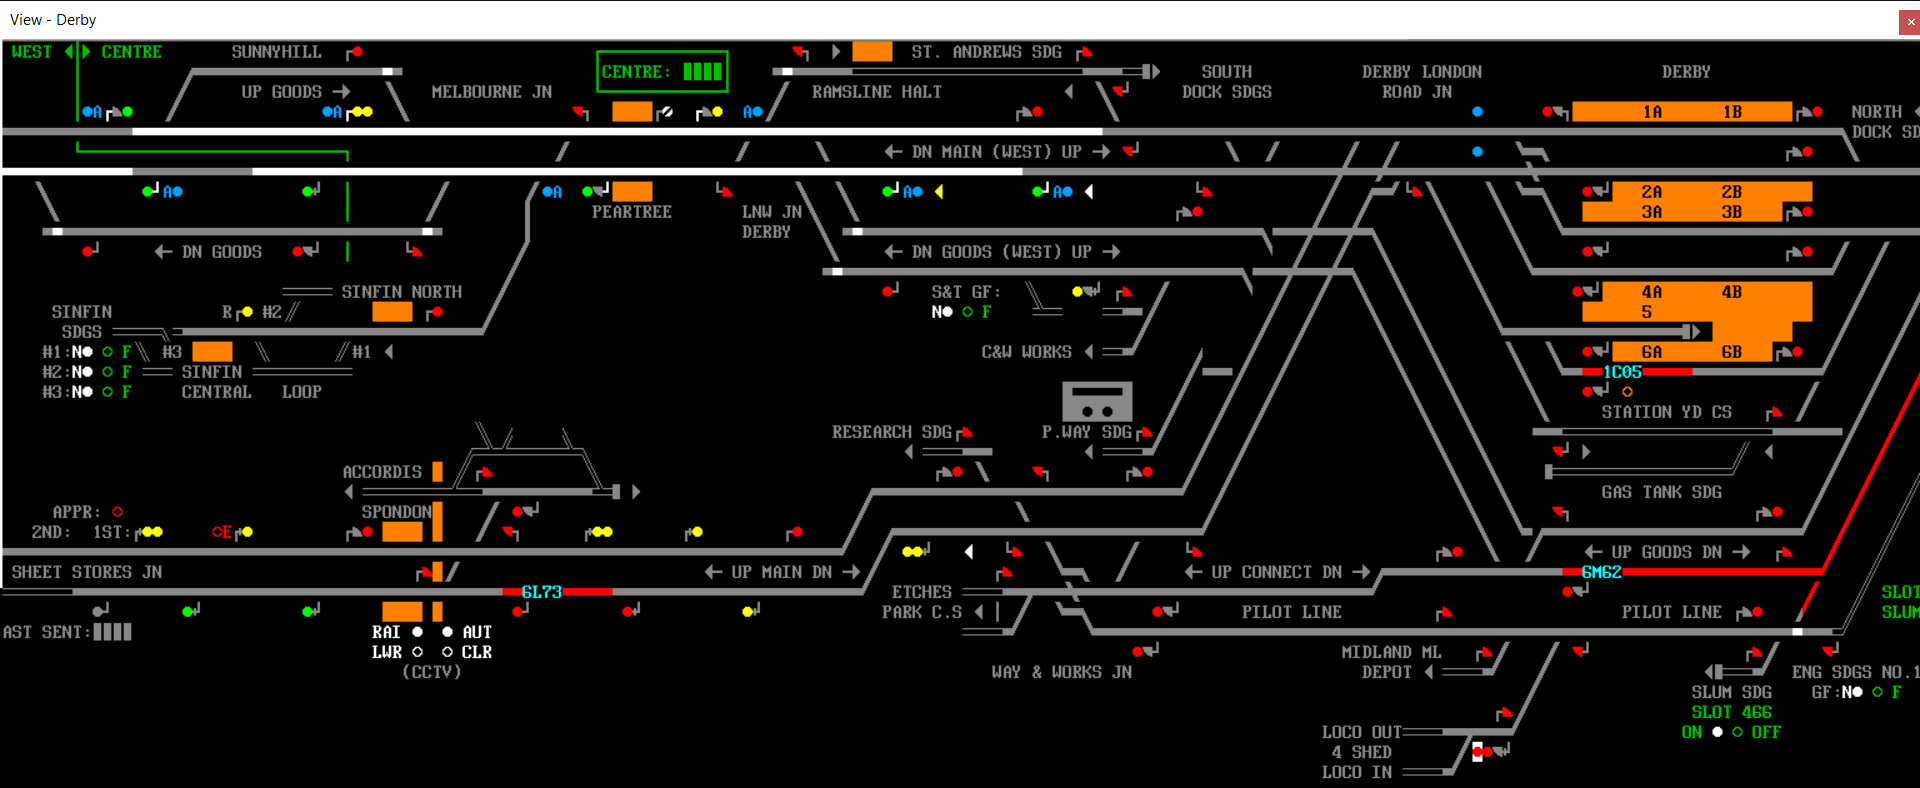 View - Derby
WEST CENTRE SUNNYHILL ST. ANDREWS SDG
CENTRE: SOUTH DERBY LONDON DERBY
UP GOODS → MELBOURNE JN RAMSLINE HALT DOCK SDGS ROAD JN
A A A 1A 1B NORTH
DOCK SD
← DN MAIN (WEST) UP →
A A A A A 2A 2B
PEARTREE LNW JN 3A 3B
DERBY
← DN GOODS ← DN GOODS (WEST) UP →
SINFIN NORTH S&T GF: 4A 4B
SINFIN R #2 N F 5
SDGS
#1:N F #3 #1 C&W WORKS 6A 6B
#2:N F SINFIN 1C05
#3:N F CENTRAL LOOP
STATION YD CS
RESEARCH SDG P.WAY SDG
ACCORDIS
GAS TANK SDG
APPR: SPONDON
2ND: 1ST: E
← UP GOODS DN →
SHEET STORES JN ← UP MAIN DN → ← UP CONNECT DN → 6M62
6L73 ETCHES SLOT
PARK C.S PILOT LINE PILOT LINE SLUM
AST SENT: RAI AUT
LWR CLR MIDLAND ML
(CCTV) WAY & WORKS JN DEPOT ENG SDGS NO.1
SLUM SDG GF:N F
SLOT 466
LOCO OUT ON OFF
4 SHED
LOCO IN